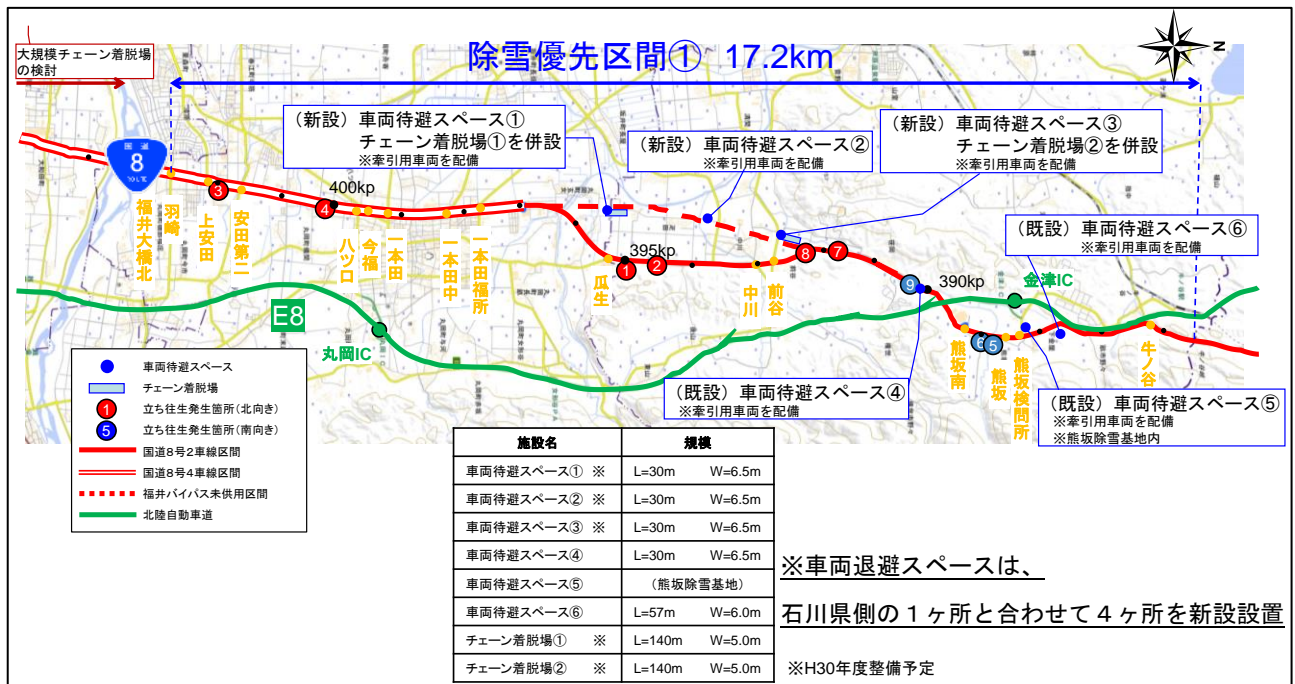 大規模チェーン着脱場
の検討
除雪優先区間① 17.2km
N
(新設)車両待避スペース①
チェーン着脱場①を併設
※牽引用車両を配備
(新設)車両待避スペース②
※牽引用車両を配備
(新設)車両待避スペース③
チェーン着脱場②を併設
※牽引用車両を配備
(既設)車両待避スペース⑥
※牽引用車両を配備
国道
8
3
400kp
4
福井大橋北
羽崎
上安田
安田第二
八ツ口
今福
一本田
一本田中
一本田福所
395kp
瓜生
1
2
中川
前谷
8
7
9
390kp
金津IC
熊坂南
6
5
熊坂
熊坂検問所
牛ノ谷
E8
丸岡IC
(既設)車両待避スペース④
※牽引用車両を配備
(既設)車両待避スペース⑤
※牽引用車両を配備
※熊坂除雪基地内
車両待避スペース
チェーン着脱場
1 立ち往生発生箇所(北向き)
5 立ち往生発生箇所(南向き)
国道8号2車線区間
国道8号4車線区間
福井バイパス未供用区間
北陸自動車道
施設名 規模
車両待避スペース① ※ L=30m W=6.5m
車両待避スペース② ※ L=30m W=6.5m
車両待避スペース③ ※ L=30m W=6.5m
車両待避スペース④ L=30m W=6.5m
車両待避スペース⑤ (熊坂除雪基地)
車両待避スペース⑥ L=57m W=6.0m
チェーン着脱場① ※ L=140m W=5.0m
チェーン着脱場② ※ L=140m W=5.0m
※車両退避スペースは、
石川県側の1ヶ所と合わせて4ヶ所を新設設置
※H30年度整備予定